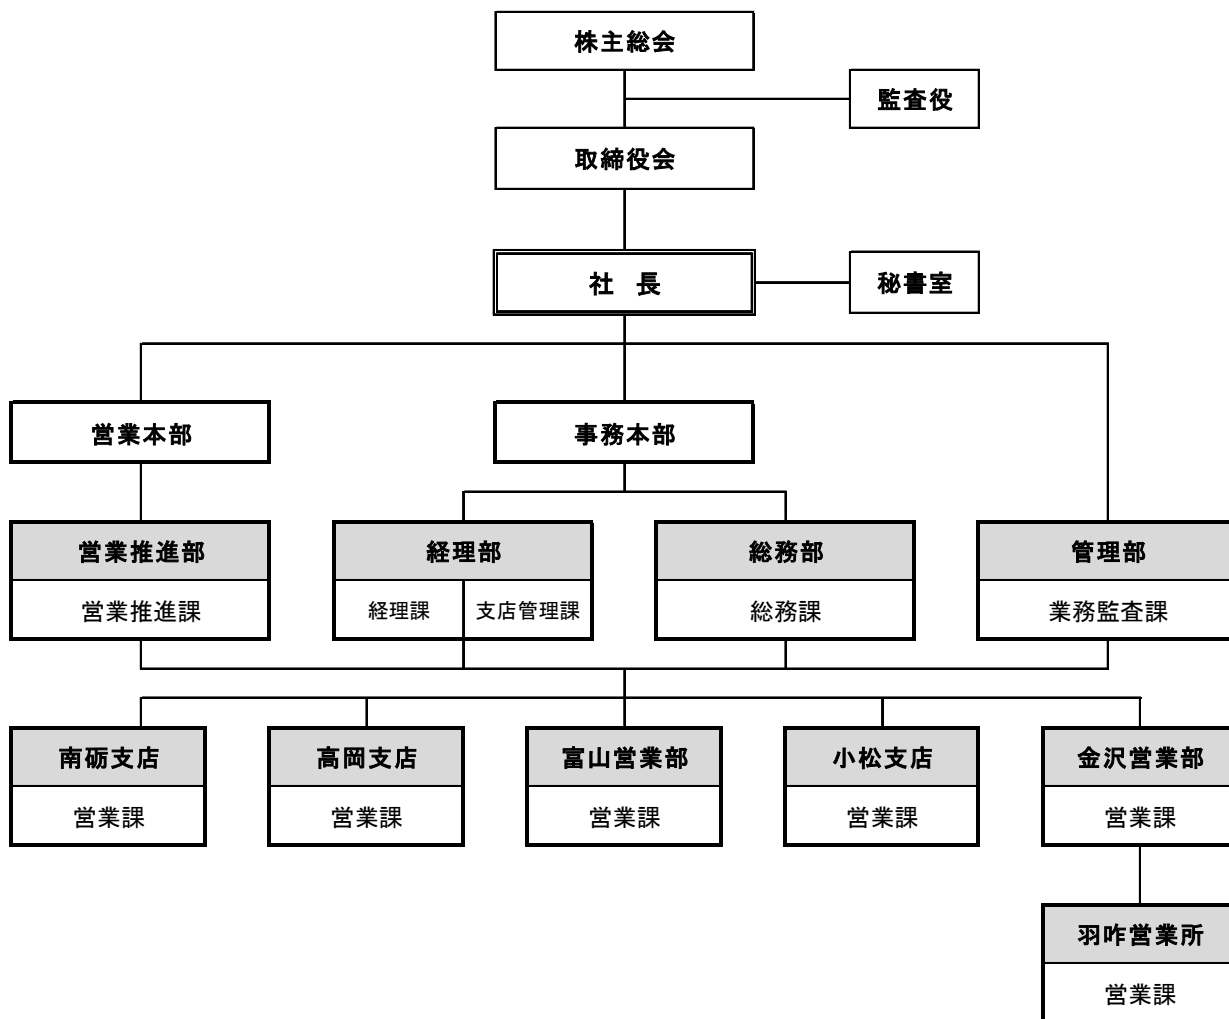 株主総会
監査役
取締役会
社 長
秘書室
営業本部
事務本部
営業推進部
経理部
総務部
管理部
営業推進課
経理課
支店管理課
総務課
業務監査課
南砺支店
高岡支店
富山営業部
小松支店
金沢営業部
営業課
営業課
営業課
営業課
営業課
羽咋営業所
営業課